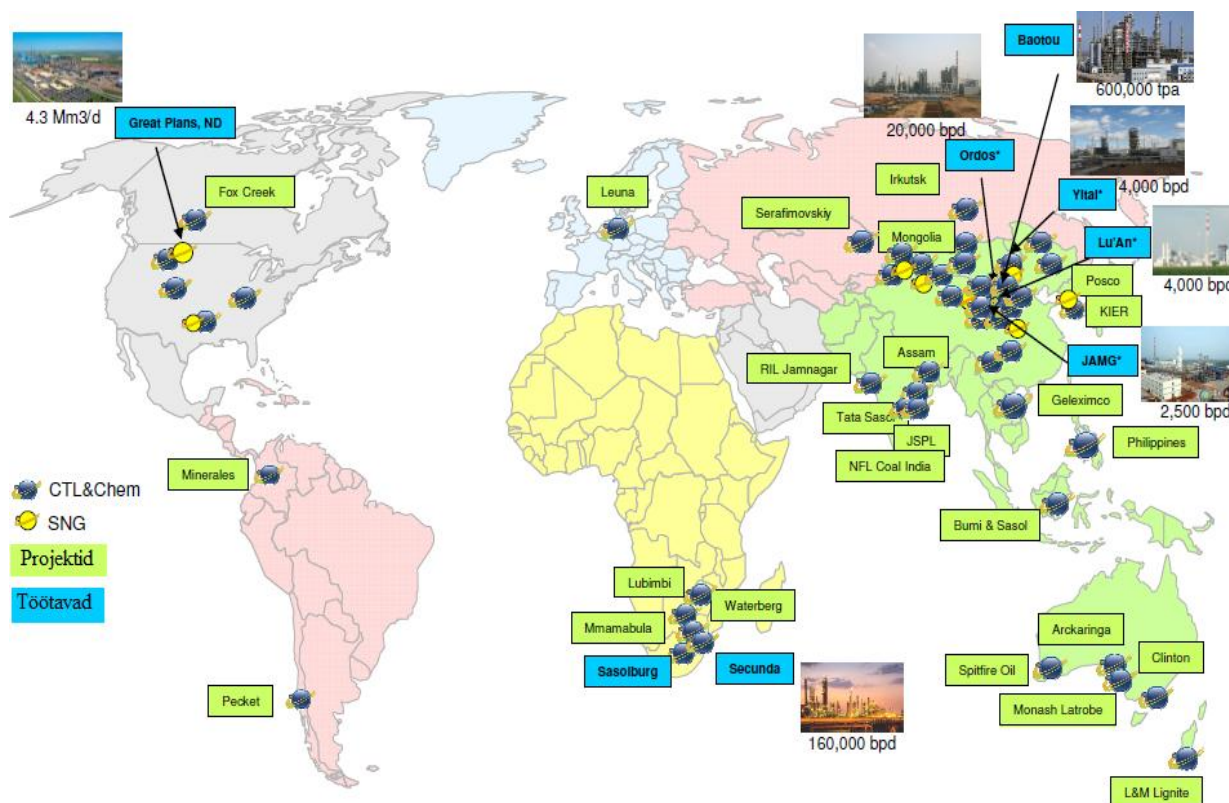 Baotou
600,000 tpa
4.3 Mm3/d
Great Plans, ND
20,000 bpd
Ordos*
4,000 bpd
Fox Creek
Leuna
Irkutsk
Yital*
Serafimovskiy
Mongolia
Lu'An*
Posco
4,000 bpd
KIER
Assam
RIL Jamnagar
JAMG*
Tata Sasol
Geleximco
2,500 bpd
JSPL
Philippines
NFL Coal India
Minerales
CTL&Chem
SNG
Bumi & Sasol
Projektid
Töötavad
Lubimbi
Waterberg
Mmamabula
Arckaringa
Clinton
Sasolburg
Secunda
Spitfire Oil
Pecket
Monash Latrobe
160,000 bpd
L&M Lignite